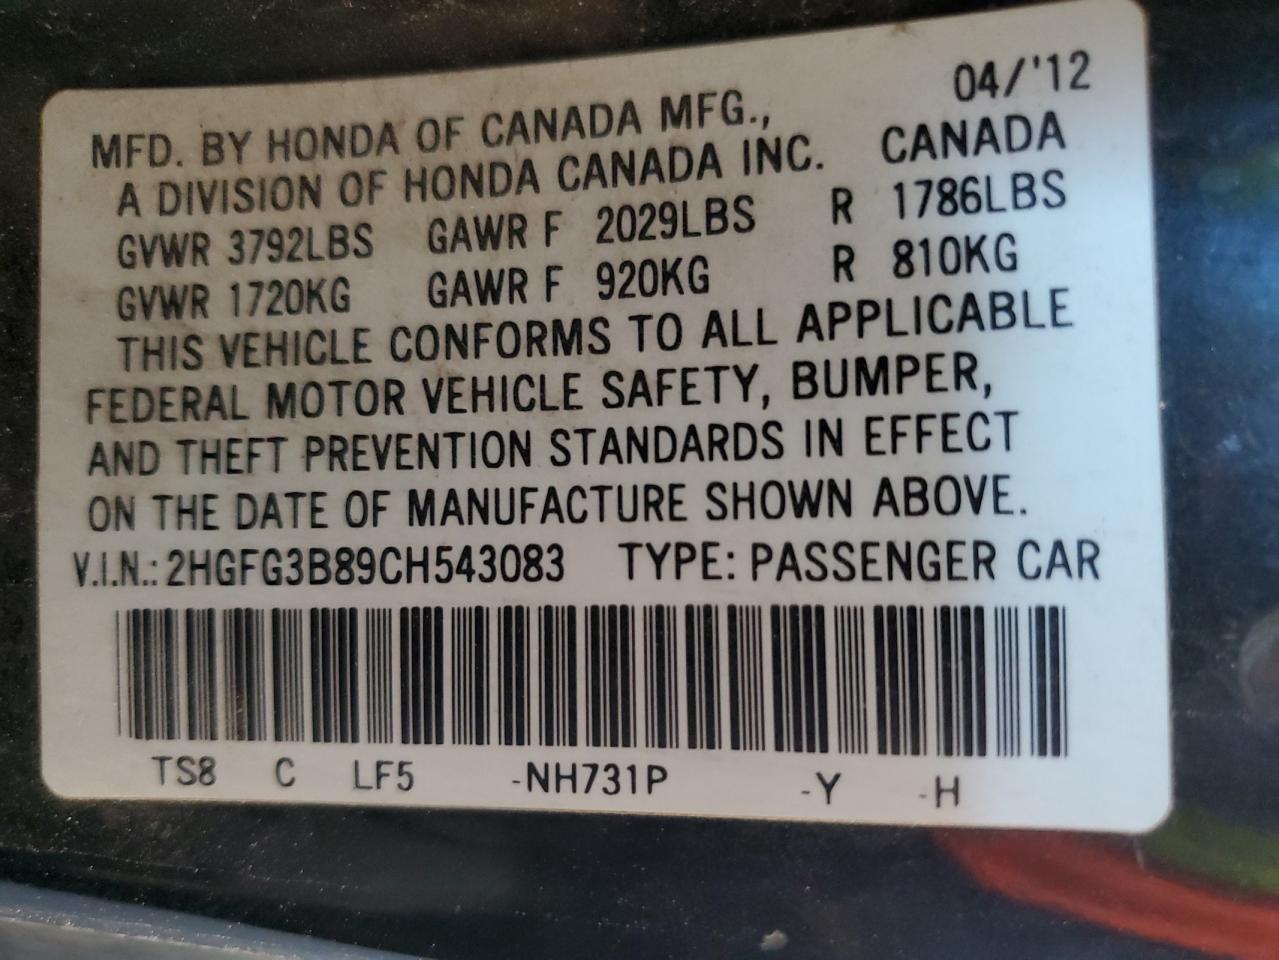 04/'12
MFD. BY HONDA OF CANADA MFG.,
A DIVISION OF HONDA CANADA INC. CANADA
GVWR 3792LBS GAWR F 2029LBS R 1786LBS
GVWR 1720KG GAWR F 920KG R 810KG
THIS VEHICLE CONFORMS TO ALL APPLICABLE
FEDERAL MOTOR VEHICLE SAFETY, BUMPER,
AND THEFT PREVENTION STANDARDS IN EFFECT
ON THE DATE OF MANUFACTURE SHOWN ABOVE.
V.I.N.: 2HGFG3B89CH543083 TYPE: PASSENGER CAR
TS8 C LF5 -NH731P -Y -H